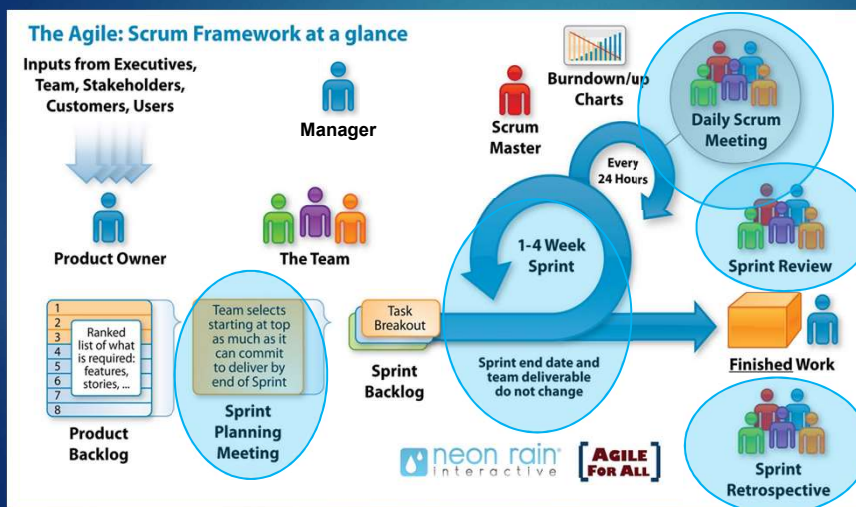 The Agile: Scrum Framework at a glance
Inputs from Executives,
Team, Stakeholders,
Customers, Users
Manager
Scrum
Master
Burndown/up
Charts
Daily Scrum
Meeting
Every
24 Hours
Product Owner
The Team
1-4 Week
Sprint
Sprint Review
1
2
3
4
5
6
7
8
Ranked
list of what
is required:
features,
stories, ...
Product
Backlog
Team selects
starting at top
as much as it
can commit
to deliver by
end of Sprint
Sprint
Planning
Meeting
Task
Breakout
Sprint
Backlog
Sprint end date and
team deliverable
do not change
Finished Work
Sprint
Retrospective
neon rain®
interactive
AGILE
FOR ALL